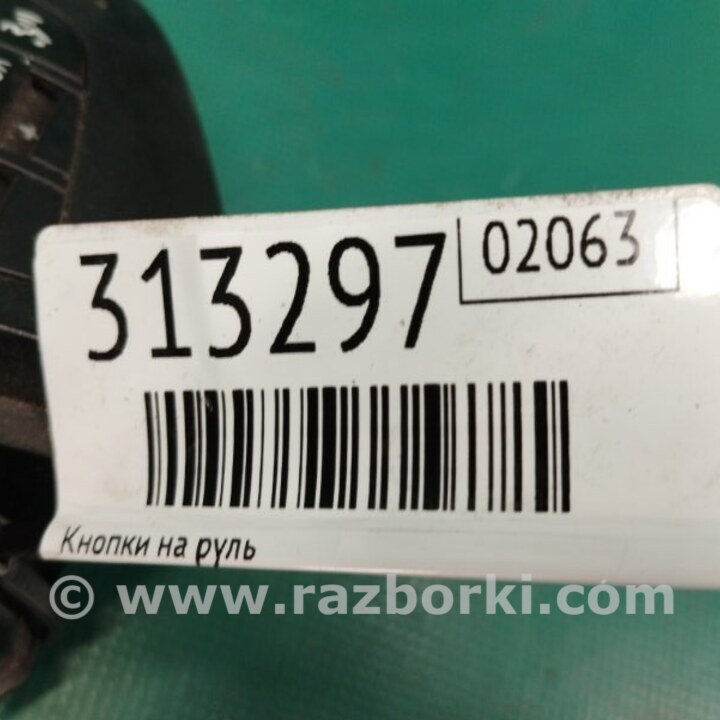 313297
02063
Кнопки на руль
© www.razborki.com